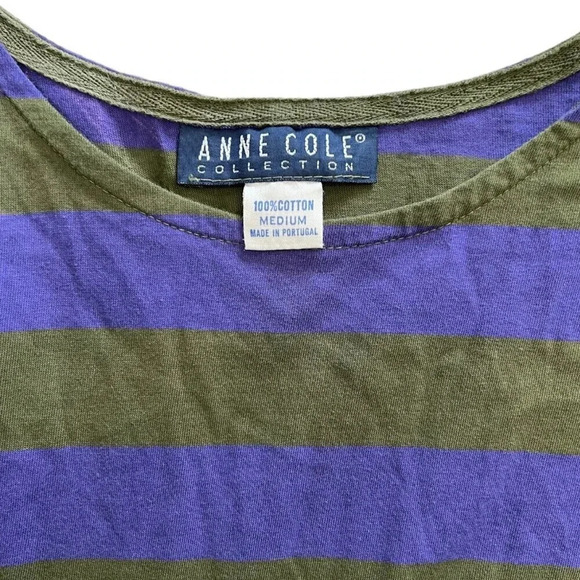 ANNE COLE®
COLLECTION
100%COTTON
MEDIUM
MADE IN PORTUGAL